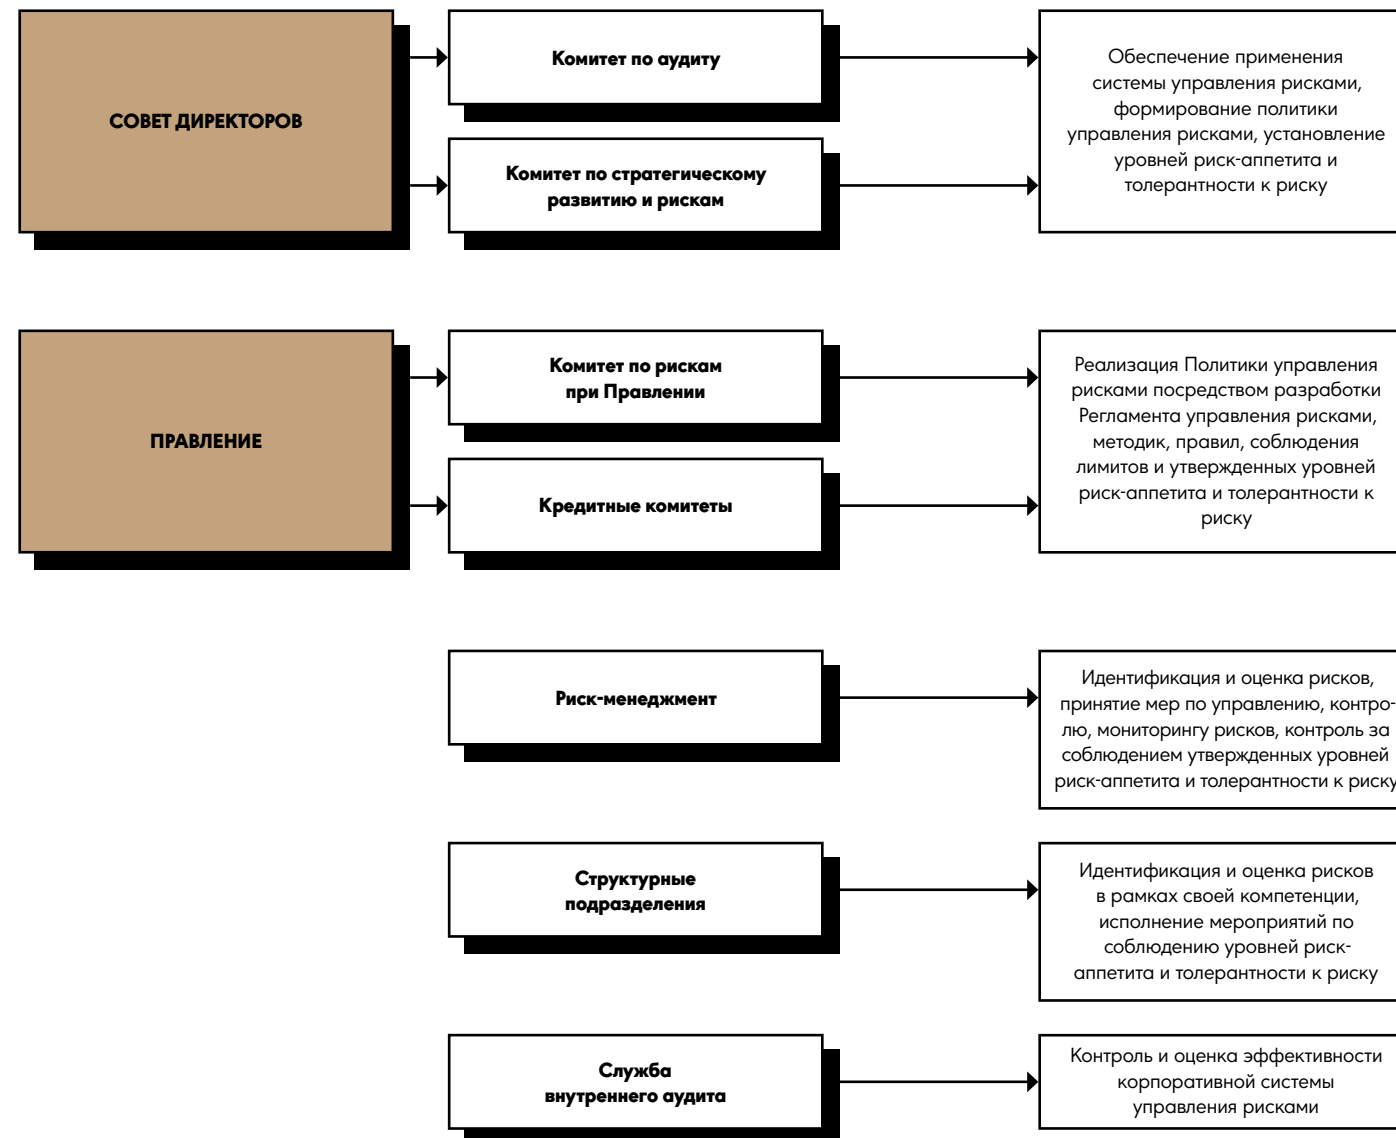 СОВЕТ ДИРЕКТОРОВ
Комитет по аудиту
Комитет по стратегическому
развитию и рискам
Обеспечение применения
системы управления рисками,
формирование политики
управления рисками, установление
уровней риск-аппетита и
толерантности к риску
ПРАВЛЕНИЕ
Комитет по рискам
при Правлении
Кредитные комитеты
Реализация Политики управления
рисками посредством разработки
Регламента управления рисками,
методик, правил, соблюдения
лимитов и утвержденных уровней
риск-аппетита и толерантности к
риску
Риск-менеджмент
Идентификация и оценка рисков,
принятие мер по управлению, контро-
лю, мониторингу рисков, контроль за
соблюдением утвержденных уровней
риск-аппетита и толерантности к риску
Структурные
подразделения
Идентификация и оценка рисков
в рамках своей компетенции,
исполнение мероприятий по
соблюдению уровней риск-
аппетита и толерантности к риску
Служба
внутреннего аудита
Контроль и оценка эффективности
корпоративной системы
управления рисками